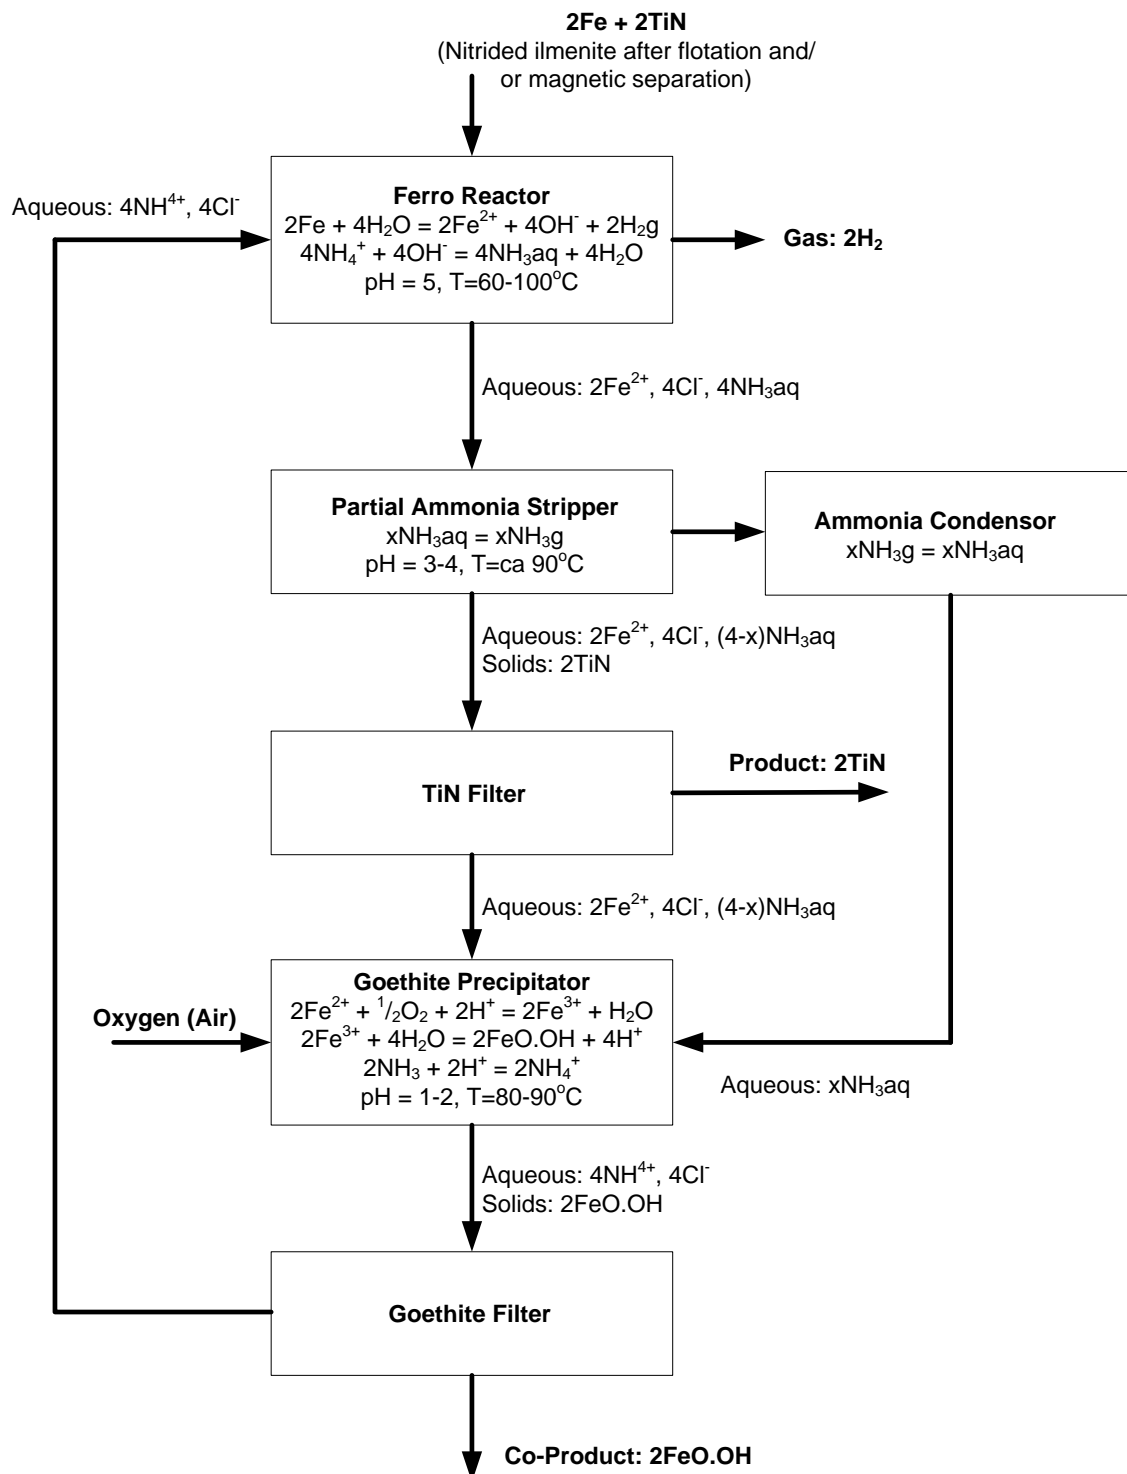 2Fe + 2TiN
(Nitrided ilmenite after flotation and/
or magnetic separation)
Aqueous: 4NH⁴⁺, 4Cl⁻
Ferro Reactor
2Fe + 4H₂O = 2Fe²⁺ + 4OH⁻ + 2H₂g
4NH₄⁺ + 4OH⁻ = 4NH₃aq + 4H₂O
pH = 5, T=60-100°C
Gas: 2H₂
Aqueous: 2Fe²⁺, 4Cl⁻, 4NH₃aq
Partial Ammonia Stripper
xNH₃aq = xNH₃g
pH = 3-4, T=ca 90°C
Ammonia Condensor
xNH₃g = xNH₃aq
Aqueous: 2Fe²⁺, 4Cl⁻, (4-x)NH₃aq
Solids: 2TiN
TiN Filter
Product: 2TiN
Aqueous: 2Fe²⁺, 4Cl⁻, (4-x)NH₃aq
Oxygen (Air)
Goethite Precipitator
2Fe²⁺ + ¹/₂O₂ + 2H⁺ = 2Fe³⁺ + H₂O
2Fe³⁺ + 4H₂O = 2FeO.OH + 4H⁺
2NH₃ + 2H⁺ = 2NH₄⁺
pH = 1-2, T=80-90°C
Aqueous: xNH₃aq
Aqueous: 4NH⁴⁺, 4Cl⁻
Solids: 2FeO.OH
Goethite Filter
Co-Product: 2FeO.OH